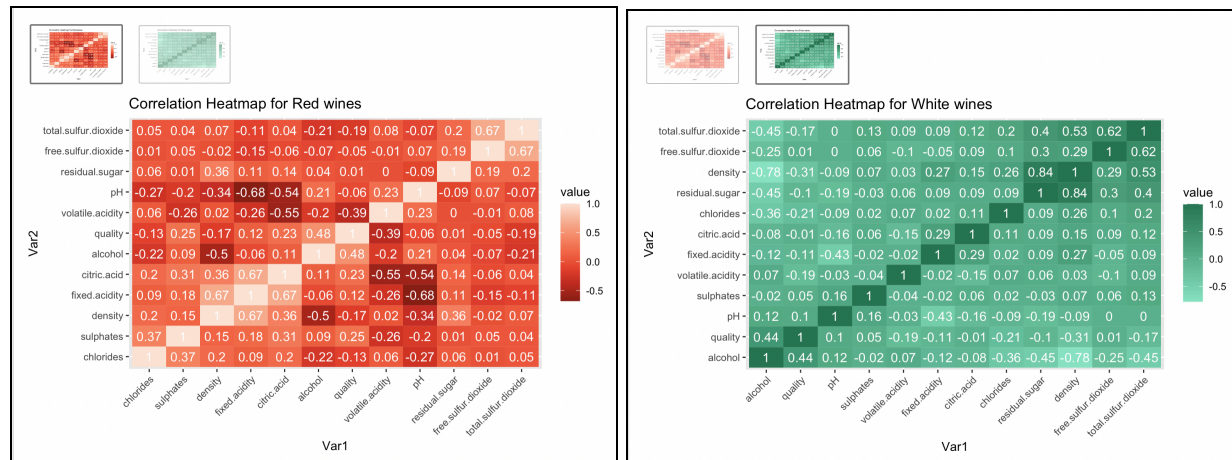 Correlation Heatmap for Red wines
total.sulfur.dioxide 0.05 0.04 0.07 -0.11 0.04 -0.21 -0.19 0.08 -0.07 0.2 0.67 1
free.sulfur.dioxide 0.01 0.05 -0.02 -0.15 -0.06 -0.07 -0.05 -0.01 0.07 0.19 1 0.67
residual.sugar 0.06 0.01 0.36 0.11 0.14 0.04 0.01 0 -0.09 1 0.19 0.2
pH -0.27 -0.2 -0.34 -0.68 -0.54 0.21 -0.06 0.23 1 -0.09 0.07 -0.07
volatile.acidity 0.06 -0.26 0.02 -0.26 -0.55 -0.2 -0.39 1 0.23 0 -0.01 0.08
quality -0.13 0.25 -0.17 0.12 0.23 0.48 1 -0.39 -0.06 0.01 -0.05 -0.19
alcohol -0.22 0.09 -0.5 -0.06 0.11 1 0.48 -0.2 0.21 0.04 -0.07 -0.21
citric.acid 0.2 0.31 0.36 0.67 1 0.11 0.23 -0.55 -0.54 0.14 -0.06 0.04
fixed.acidity 0.09 0.18 0.67 1 0.67 -0.06 0.12 -0.26 -0.68 0.11 -0.15 -0.11
density 0.2 0.15 1 0.67 0.36 -0.5 -0.17 0.02 -0.34 0.36 -0.02 0.07
sulphates 0.37 1 0.15 0.18 0.31 0.09 0.25 -0.26 -0.2 0.01 0.05 0.04
chlorides 1 0.37 0.2 0.09 0.2 -0.22 -0.13 0.06 -0.27 0.06 0.01 0.05
chlorides sulphates density fixed.acidity citric.acid alcohol quality volatile.acidity pH residual.sugar free.sulfur.dioxide total.sulfur.dioxide
Var1
Var2
value
1.0
0.5
0.0
-0.5
Correlation Heatmap for White wines
total.sulfur.dioxide -0.45 -0.17 0 0.13 0.09 0.09 0.12 0.2 0.4 0.53 0.62 1
free.sulfur.dioxide -0.25 0.01 0 0.06 -0.1 -0.05 0.09 0.1 0.3 0.29 1 0.62
density -0.78 -0.31 -0.09 0.07 0.03 0.27 0.15 0.26 0.84 1 0.29 0.53
residual.sugar -0.45 -0.1 -0.19 -0.03 0.06 0.09 0.09 0.09 1 0.84 0.3 0.4
chlorides -0.36 -0.21 -0.09 0.02 0.07 0.02 0.11 1 0.09 0.26 0.1 0.2
citric.acid -0.08 -0.01 -0.16 0.06 -0.15 0.29 1 0.11 0.09 0.15 0.09 0.12
fixed.acidity -0.12 -0.11 -0.43 -0.02 -0.02 1 0.29 0.02 0.09 0.27 -0.05 0.09
volatile.acidity 0.07 -0.19 -0.03 -0.04 1 -0.02 -0.15 0.07 0.06 0.03 -0.1 0.09
sulphates -0.02 0.05 0.16 1 -0.04 -0.02 0.06 0.02 -0.03 0.07 0.06 0.13
pH 0.12 0.1 1 0.16 -0.03 -0.43 -0.16 -0.09 -0.19 -0.09 0 0
quality 0.44 1 0.1 0.05 -0.19 -0.11 -0.01 -0.21 -0.1 -0.31 0.01 -0.17
alcohol 1 0.44 0.12 -0.02 0.07 -0.12 -0.08 -0.36 -0.45 -0.78 -0.25 -0.45
alcohol quality pH sulphates volatile.acidity fixed.acidity citric.acid chlorides residual.sugar density free.sulfur.dioxide total.sulfur.dioxide
Var1
Var2
value
1.0
0.5
0.0
-0.5